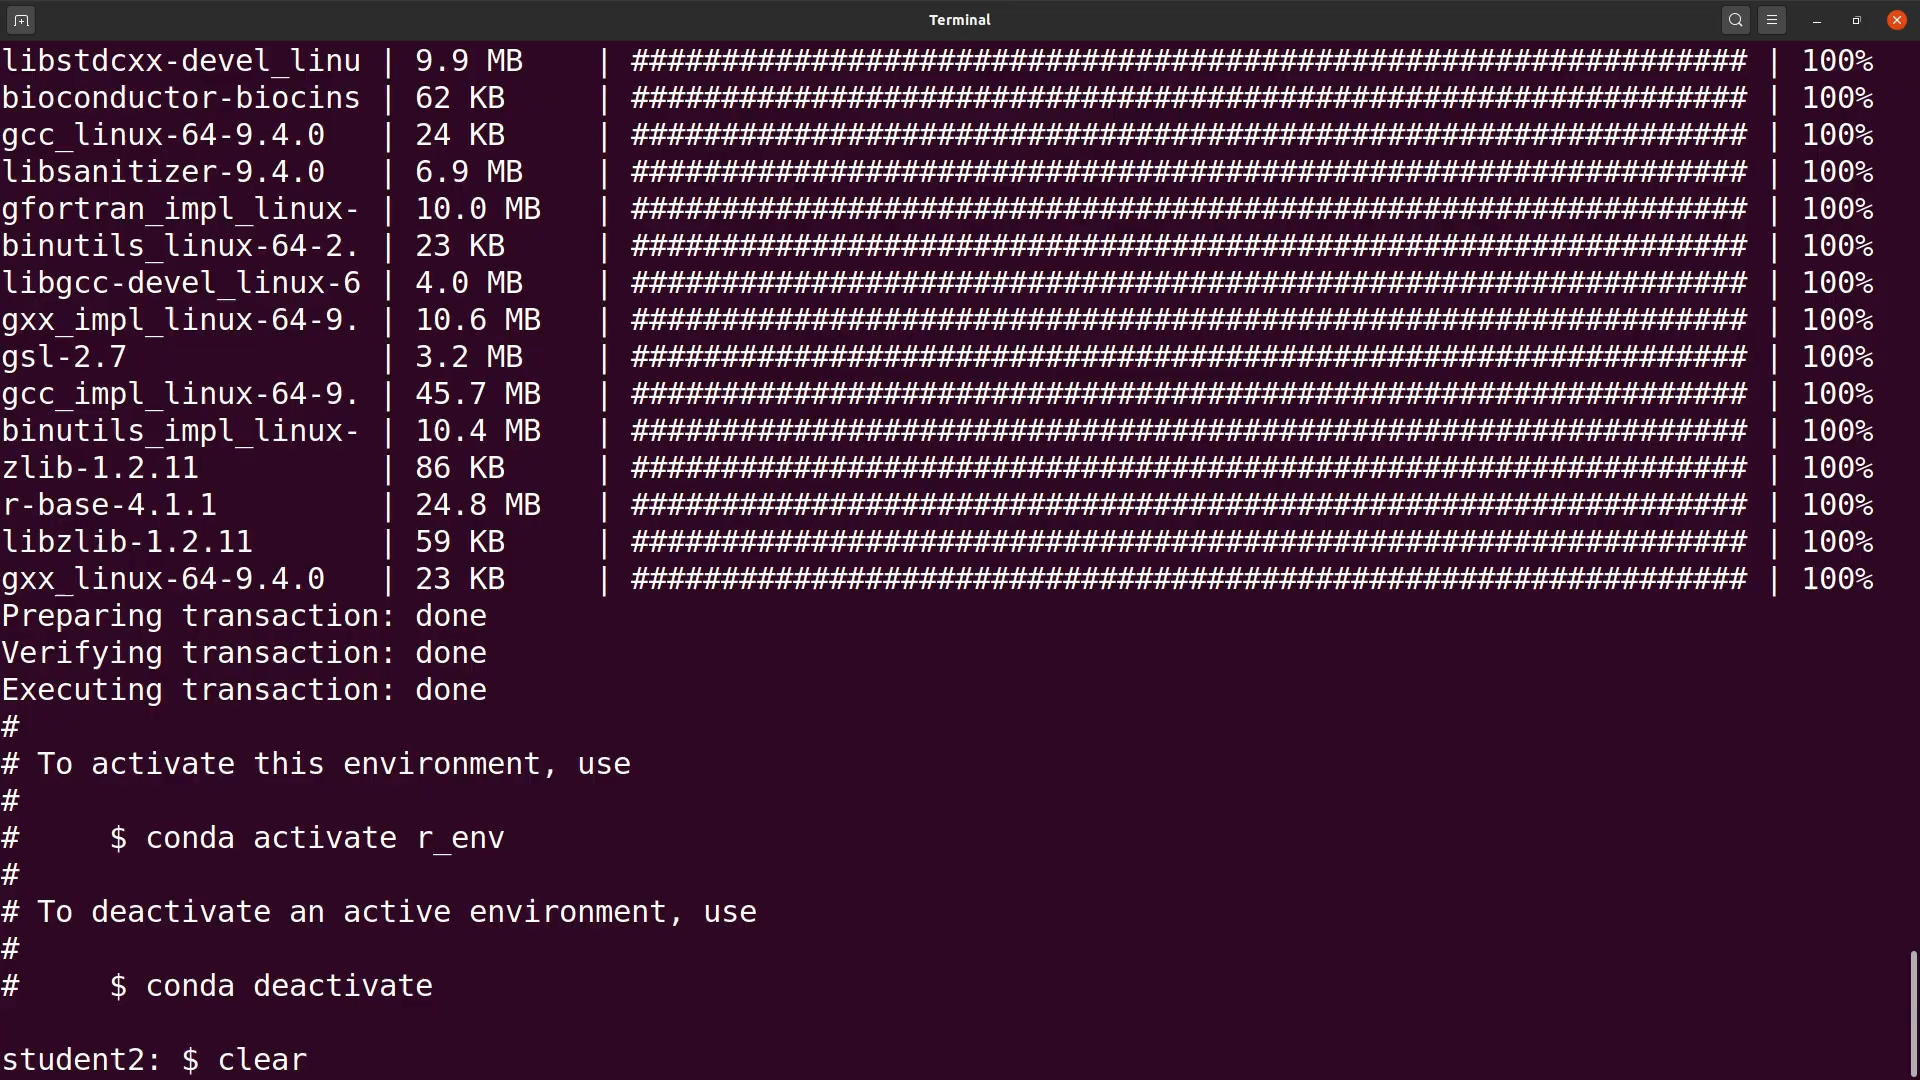 Terminal
libstdcxx-devel_linu | 9.9 MB    | ############################################################## | 100%
bioconductor-biocins | 62 KB     | ############################################################## | 100%
gcc_linux-64-9.4.0   | 24 KB     | ############################################################## | 100%
libsanitizer-9.4.0   | 6.9 MB    | ############################################################## | 100%
gfortran_impl_linux- | 10.0 MB   | ############################################################## | 100%
binutils_linux-64-2. | 23 KB     | ############################################################## | 100%
libgcc-devel_linux-6 | 4.0 MB    | ############################################################## | 100%
gxx_impl_linux-64-9. | 10.6 MB   | ############################################################## | 100%
gsl-2.7              | 3.2 MB    | ############################################################## | 100%
gcc_impl_linux-64-9. | 45.7 MB   | ############################################################## | 100%
binutils_impl_linux- | 10.4 MB   | ############################################################## | 100%
zlib-1.2.11          | 86 KB     | ############################################################## | 100%
r-base-4.1.1         | 24.8 MB   | ############################################################## | 100%
libzlib-1.2.11       | 59 KB     | ############################################################## | 100%
gxx_linux-64-9.4.0   | 23 KB     | ############################################################## | 100%
Preparing transaction: done
Verifying transaction: done
Executing transaction: done
#
# To activate this environment, use
#
#     $ conda activate r_env
#
# To deactivate an active environment, use
#
#     $ conda deactivate
student2: $ clear